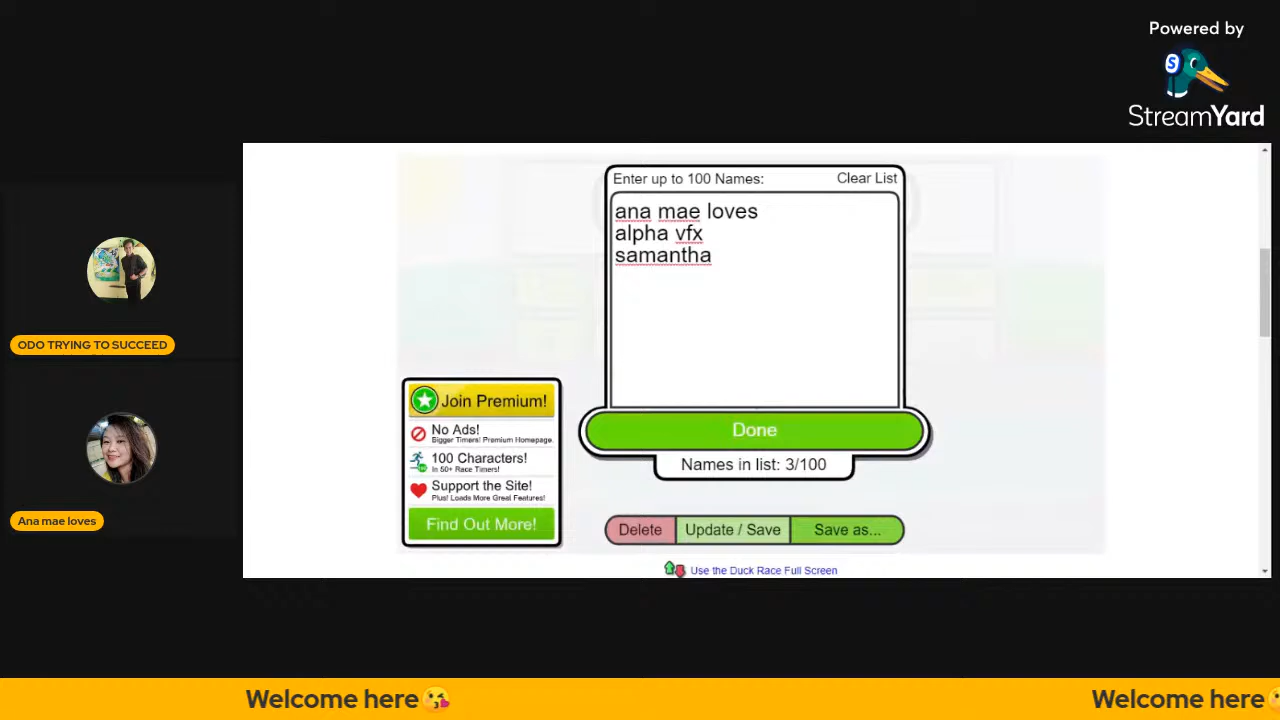 Powered by
S
StreamYard
Enter up to 100 Names:
Clear List
ana mae loves
alpha vfx
samantha
Done
Names in list: 3/100
Join Premium!
No Ads!
Bigger Timers! Premium Homepage.
100 Characters!
In 50+ Race Timers!
Support the Site!
Plus! Loads More Great Features!
Find Out More!
Delete
Update / Save
Save as...
Use the Duck Race Full Screen
ODO TRYING TO SUCCEED
Ana mae loves
Welcome here😘
Welcome here